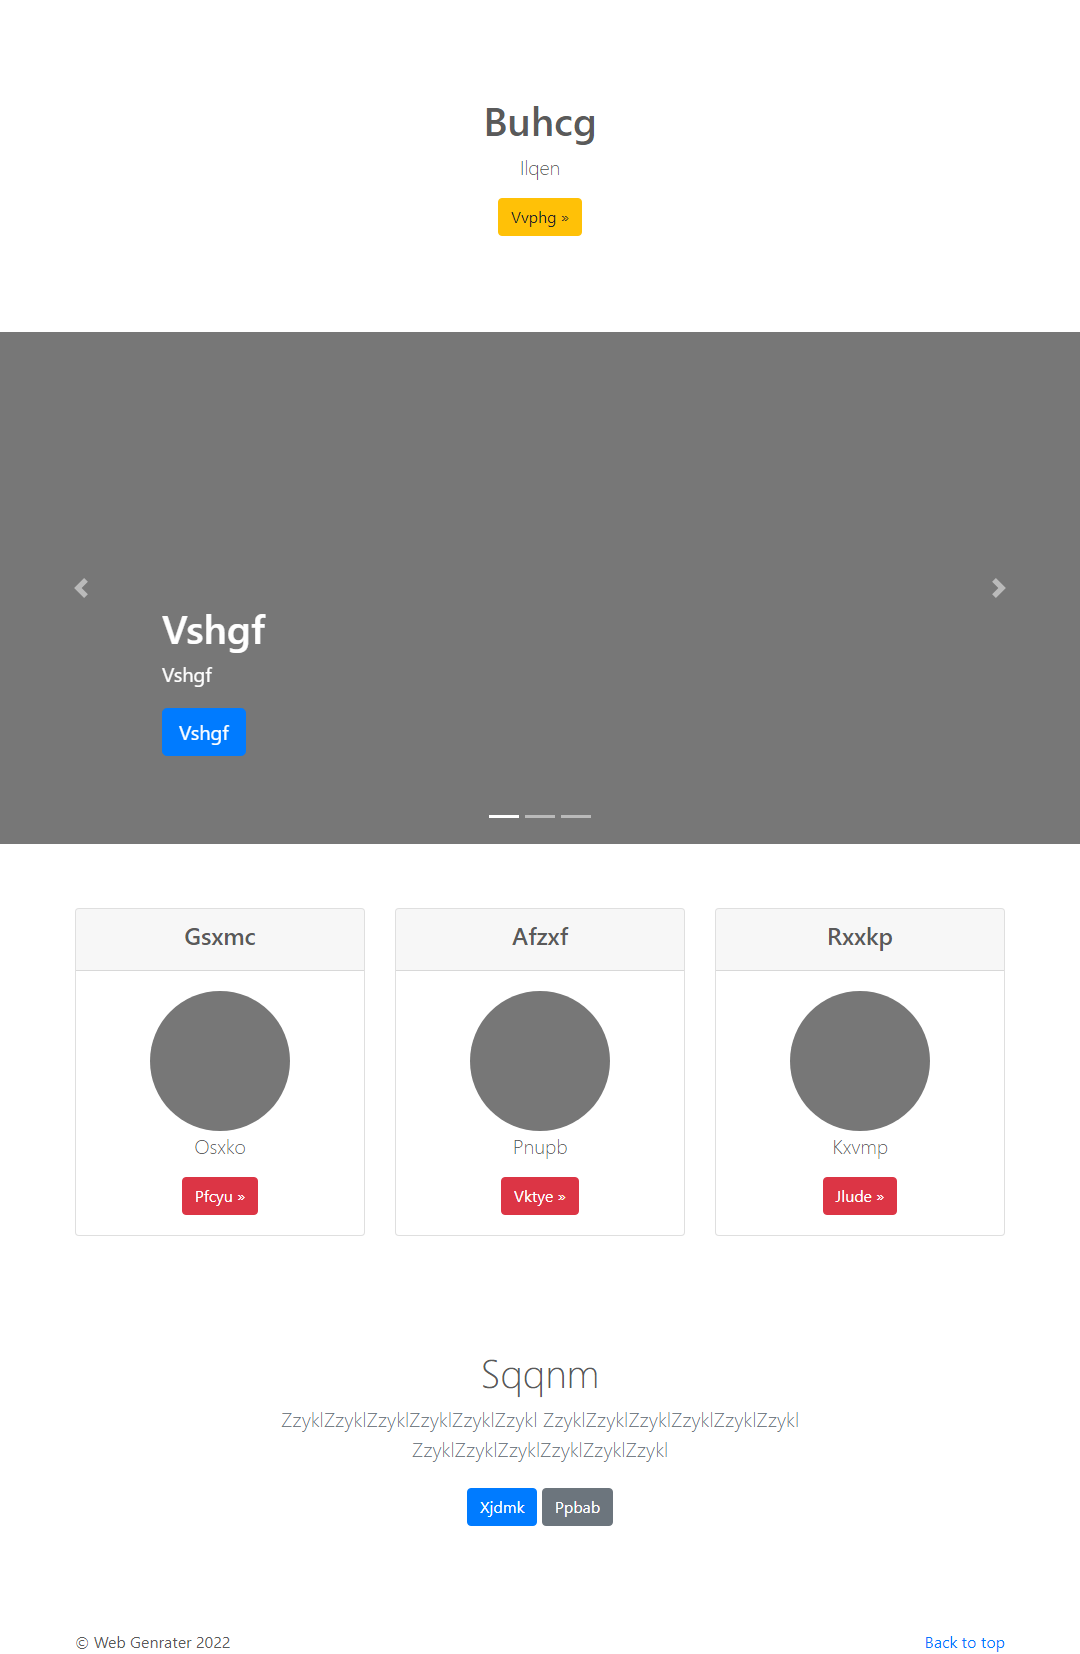 Buhcg
Ilqen
Vvphg »
Vshgf
Vshgf
Vshgf
Gsxmc
Afzxf
Rxxkp
Osxko
Pnupb
Kxvmp
Pfcyu »
Vktye »
Jlude »
Sqqnm
ZzyklZzyklZzyklZzyklZzyklZzykl ZzyklZzyklZzyklZzyklZzyklZzykl
ZzyklZzyklZzyklZzyklZzyklZzykl
Xjdmk Ppbab
© Web Genrater 2022
Back to top